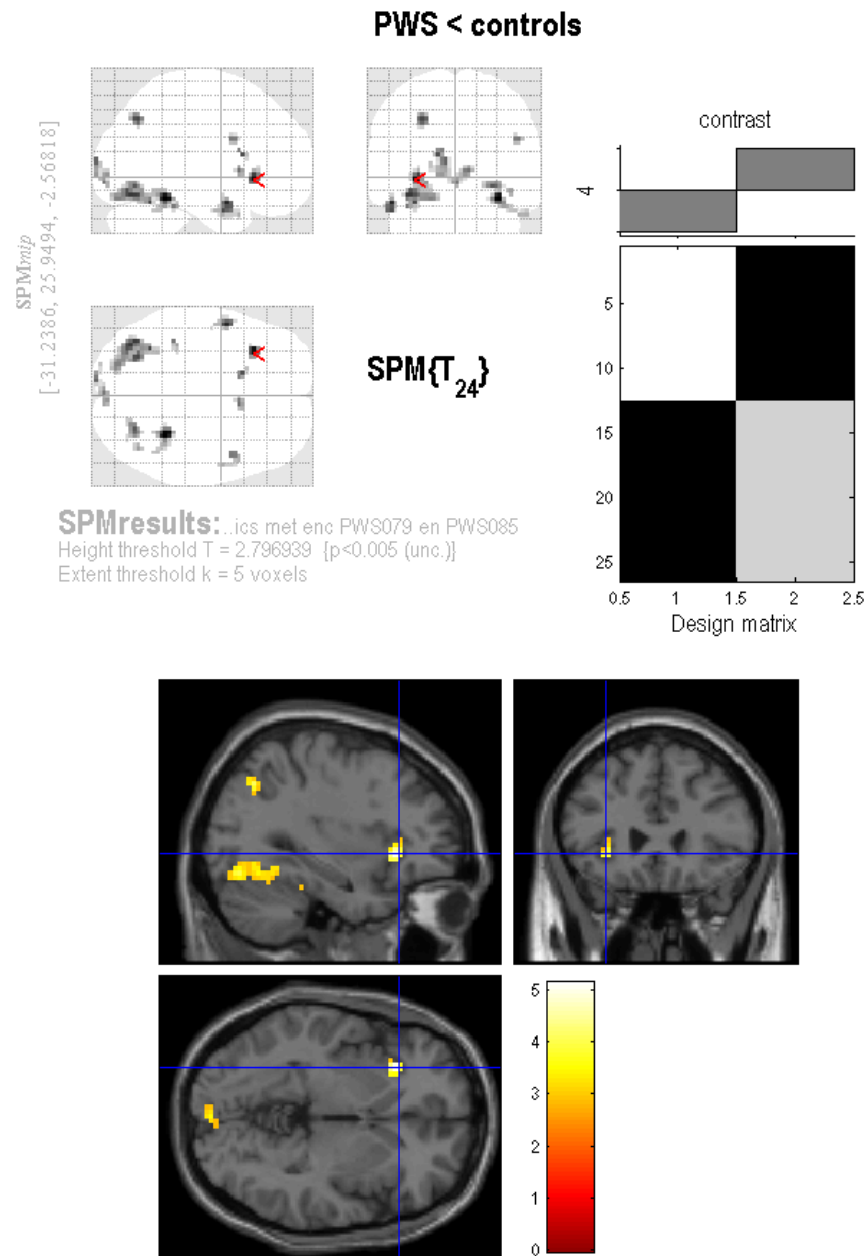 PWS < controls
SPMmip
[-31.2386, 25.9494, -2.56818]
contrast
4
SPM{T24}
5
10
15
20
25
0.5 1 1.5 2 2.5
Design matrix
SPMresults:..ics met enc PWS079 en PWS085
Height threshold T = 2.796939 {p<0.005 (unc.)}
Extent threshold k = 5 voxels
5
4
3
2
1
0